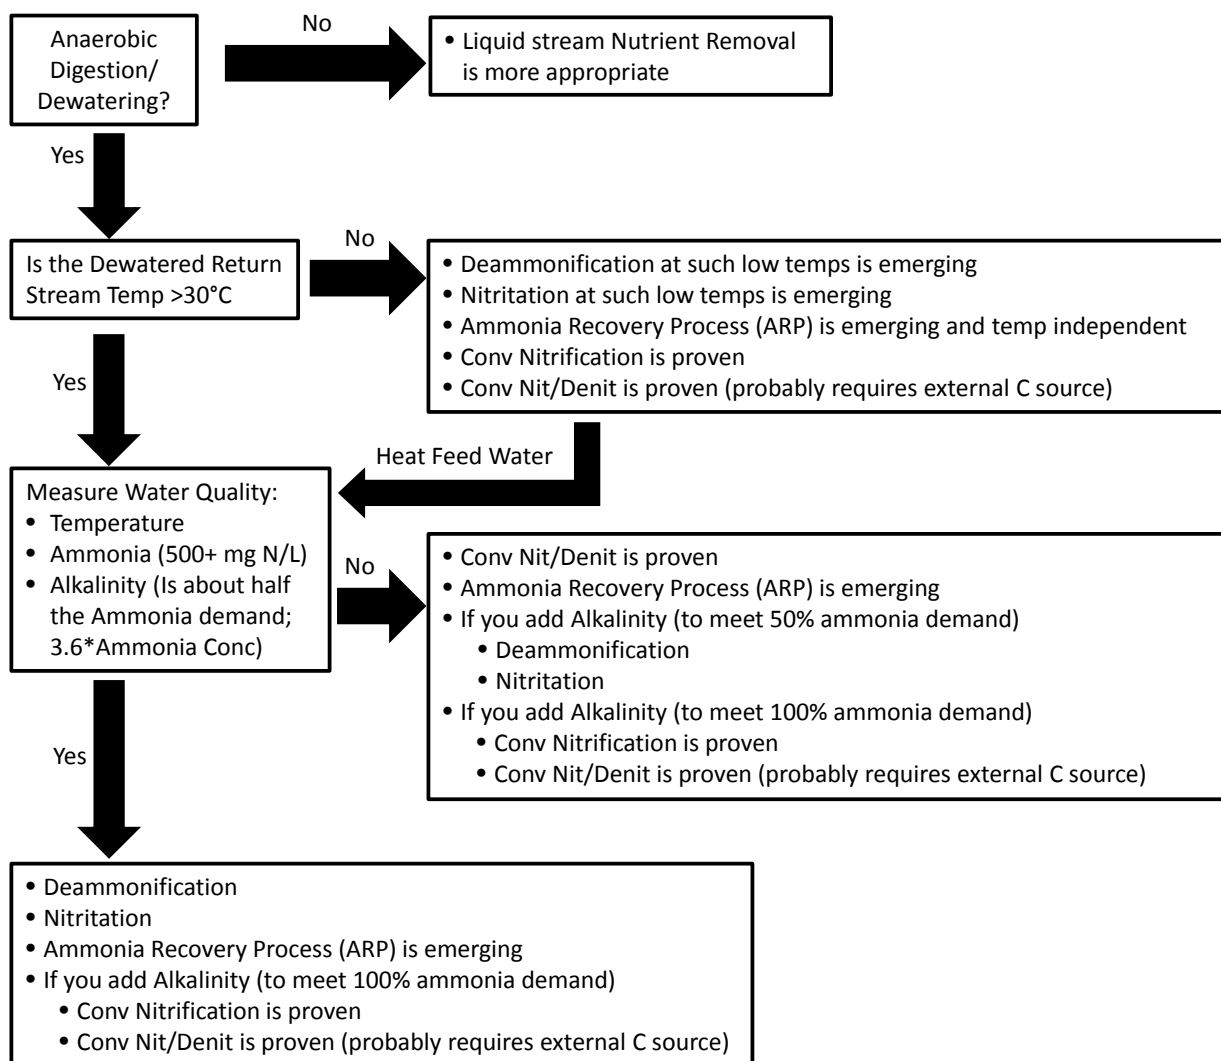 Anaerobic
Digestion/
Dewatering?
No
• Liquid stream Nutrient Removal
is more appropriate
Yes
Is the Dewatered Return
Stream Temp >30°C
No
• Deammonification at such low temps is emerging
• Nitritation at such low temps is emerging
• Ammonia Recovery Process (ARP) is emerging and temp independent
• Conv Nitrification is proven
• Conv Nit/Denit is proven (probably requires external C source)
Yes
Heat Feed Water
Measure Water Quality:
• Temperature
• Ammonia (500+ mg N/L)
• Alkalinity (Is about half
the Ammonia demand;
3.6*Ammonia Conc)
No
• Conv Nit/Denit is proven
• Ammonia Recovery Process (ARP) is emerging
• If you add Alkalinity (to meet 50% ammonia demand)
• Deammonification
• Nitritation
• If you add Alkalinity (to meet 100% ammonia demand)
• Conv Nitrification is proven
• Conv Nit/Denit is proven (probably requires external C source)
Yes
• Deammonification
• Nitritation
• Ammonia Recovery Process (ARP) is emerging
• If you add Alkalinity (to meet 100% ammonia demand)
• Conv Nitrification is proven
• Conv Nit/Denit is proven (probably requires external C source)